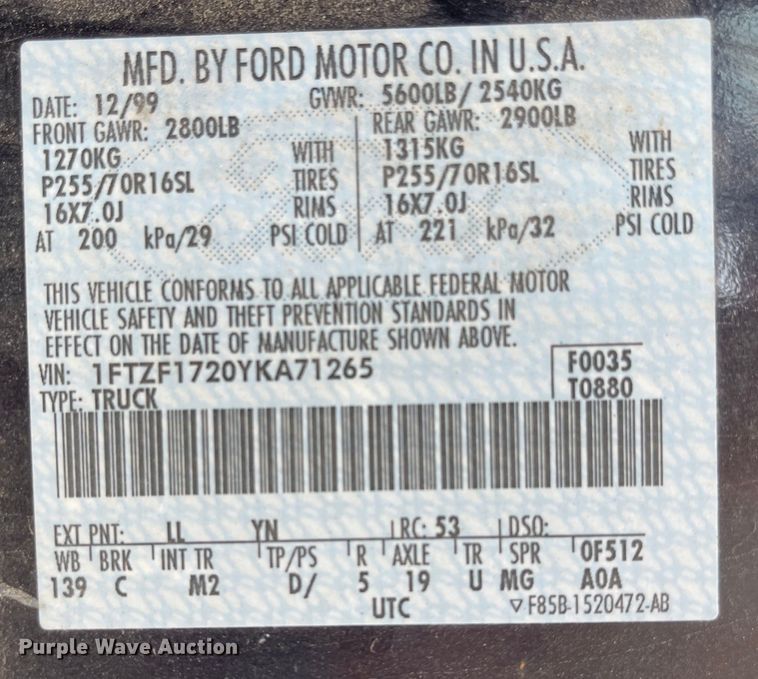 MFD. BY FORD MOTOR CO. IN U.S.A.
DATE: 12/99 GVWR: 5600LB/ 2540KG
FRONT GAWR: 2800LB REAR GAWR: 2900LB
1270KG WITH 1315KG WITH
P255/70R16SL TIRES P255/70R16SL TIRES
16X7.0J RIMS 16X7.0J RIMS
AT 200 kPa/29 PSI COLD AT 221 kPa/32 PSI COLD
THIS VEHICLE CONFORMS TO ALL APPLICABLE FEDERAL MOTOR
VEHICLE SAFETY AND THEFT PREVENTION STANDARDS IN
EFFECT ON THE DATE OF MANUFACTURE SHOWN ABOVE.
VIN: 1FTZF1720YKA71265 F0035
TYPE: TRUCK T0880
EXT PNT: LL YN RC: 53 DSO:
WB BRK INT TR TP/PS R AXLE TR SPR 0F512
139 C M2 D/ 5 19 U MG A0A
UTC ▽F85B-1520472-AB
Purple Wave Auction